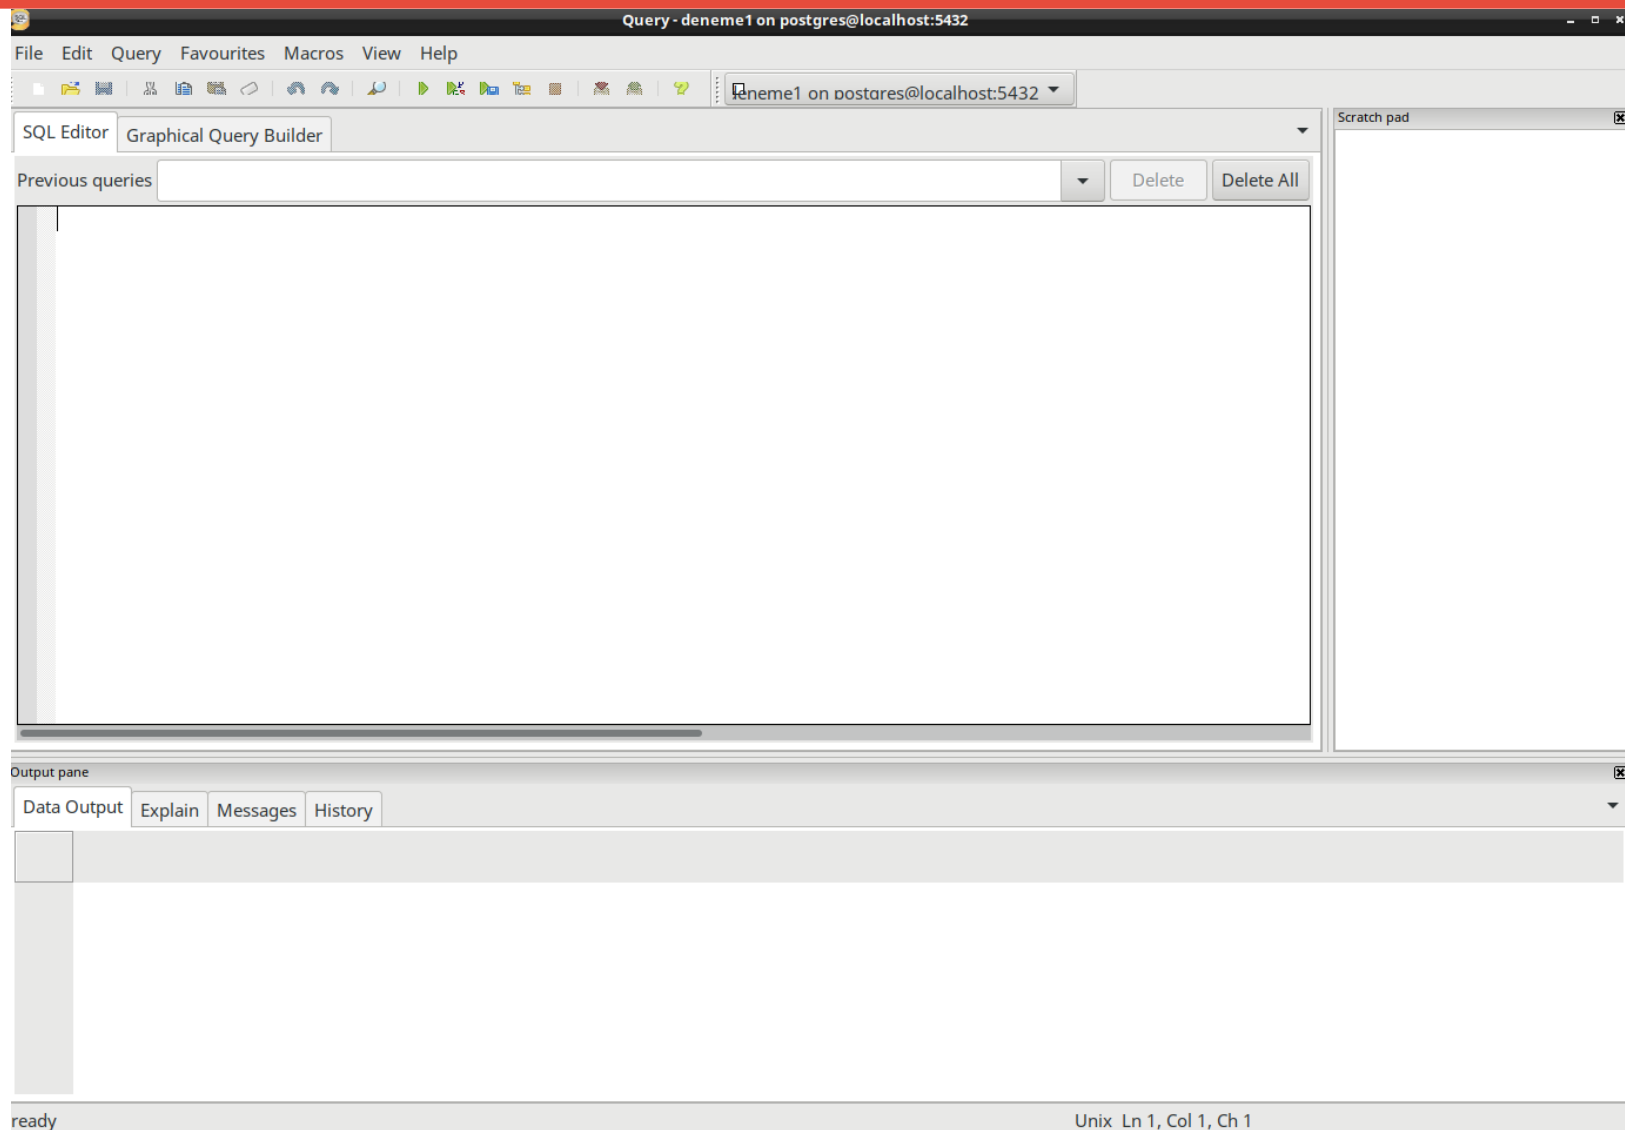 Query - deneme1 on postgres@localhost:5432
File Edit Query Favourites Macros View Help
deneme1 on postgres@localhost:5432
SQL Editor Graphical Query Builder
Scratch pad
Previous queries Delete Delete All
Output pane
Data Output Explain Messages History
ready Unix Ln 1, Col 1, Ch 1